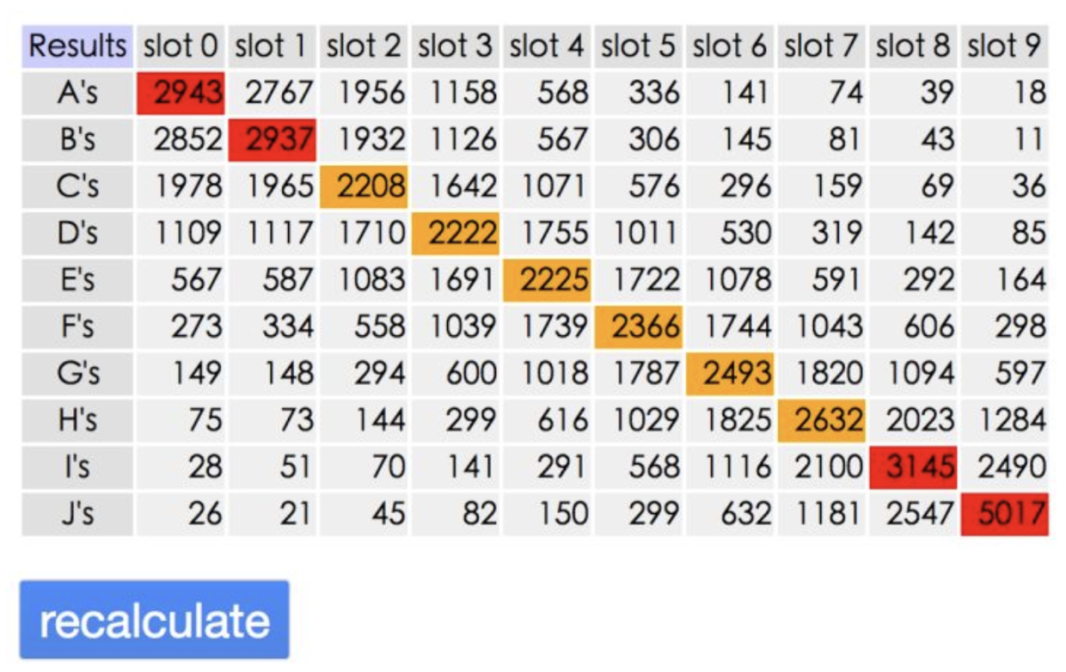 Results slot 0 slot 1 slot 2 slot 3 slot 4 slot 5 slot 6 slot 7 slot 8 slot 9
A's 2943 2767 1956 1158 568 336 141 74 39 18
B's 2852 2937 1932 1126 567 306 145 81 43 11
C's 1978 1965 2208 1642 1071 576 296 159 69 36
D's 1109 1117 1710 2222 1755 1011 530 319 142 85
E's 567 587 1083 1691 2225 1722 1078 591 292 164
F's 273 334 558 1039 1739 2366 1744 1043 606 298
G's 149 148 294 600 1018 1787 2493 1820 1094 597
H's 75 73 144 299 616 1029 1825 2632 2023 1284
I's 28 51 70 141 291 568 1116 2100 3145 2490
J's 26 21 45 82 150 299 632 1181 2547 5017
recalculate